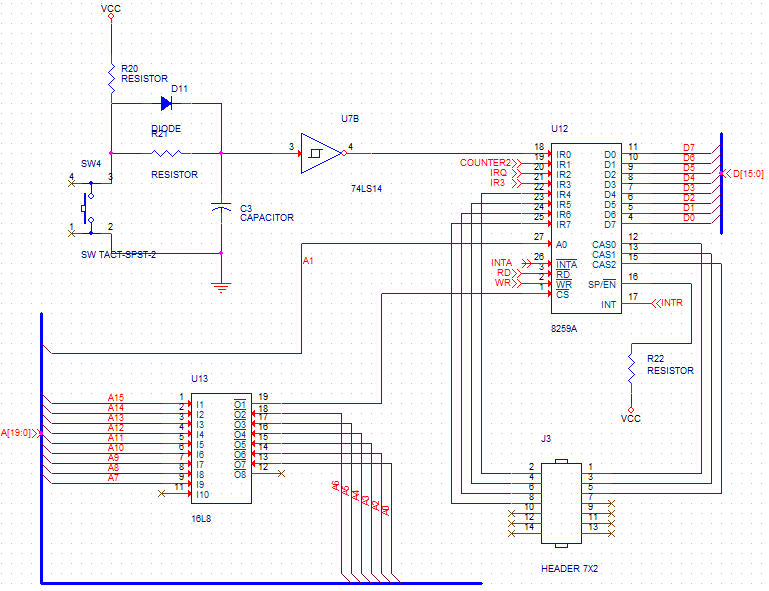 VCC
R20
RESISTOR
D11
DIODE
R21
RESISTOR
SW4
4
3
1
2
SW TACT-SPST-2
C3
CAPACITOR
U7B
3
4
74LS14
U12
18 IR0 D0 11 D7
COUNTER2 19 IR1 D1 10 D6
IRQ 20 IR2 D2 9 D5
IR3 21 IR3 D3 8 D4
22 IR4 D4 7 D3
23 IR5 D5 6 D2
24 IR6 D6 5 D1
25 IR7 D7 4 D0
D[15:0]
27 A0 CAS0 12
CAS1 13
INTA 26 INTA CAS2 15
RD 3 RD
WR 2 WR SP/EN 16
1 CS
INT 17 INTR
8259A
A1
R22
RESISTOR
VCC
U13
A15 1 I1 O1 19
A14 2 I2 O2 18
A13 3 I3 O3 17
A12 4 I4 O4 16
A11 5 I5 O5 15
A10 6 I6 O6 14
A9 7 I7 O7 13
A8 8 I8 O8 12
A7 9 I9
11 I10
A[19:0]
16L8
A6
A5
A4
A3
A2
A0
J3
2 1
4 3
6 5
8 7
10 9
12 11
14 13
HEADER 7X2